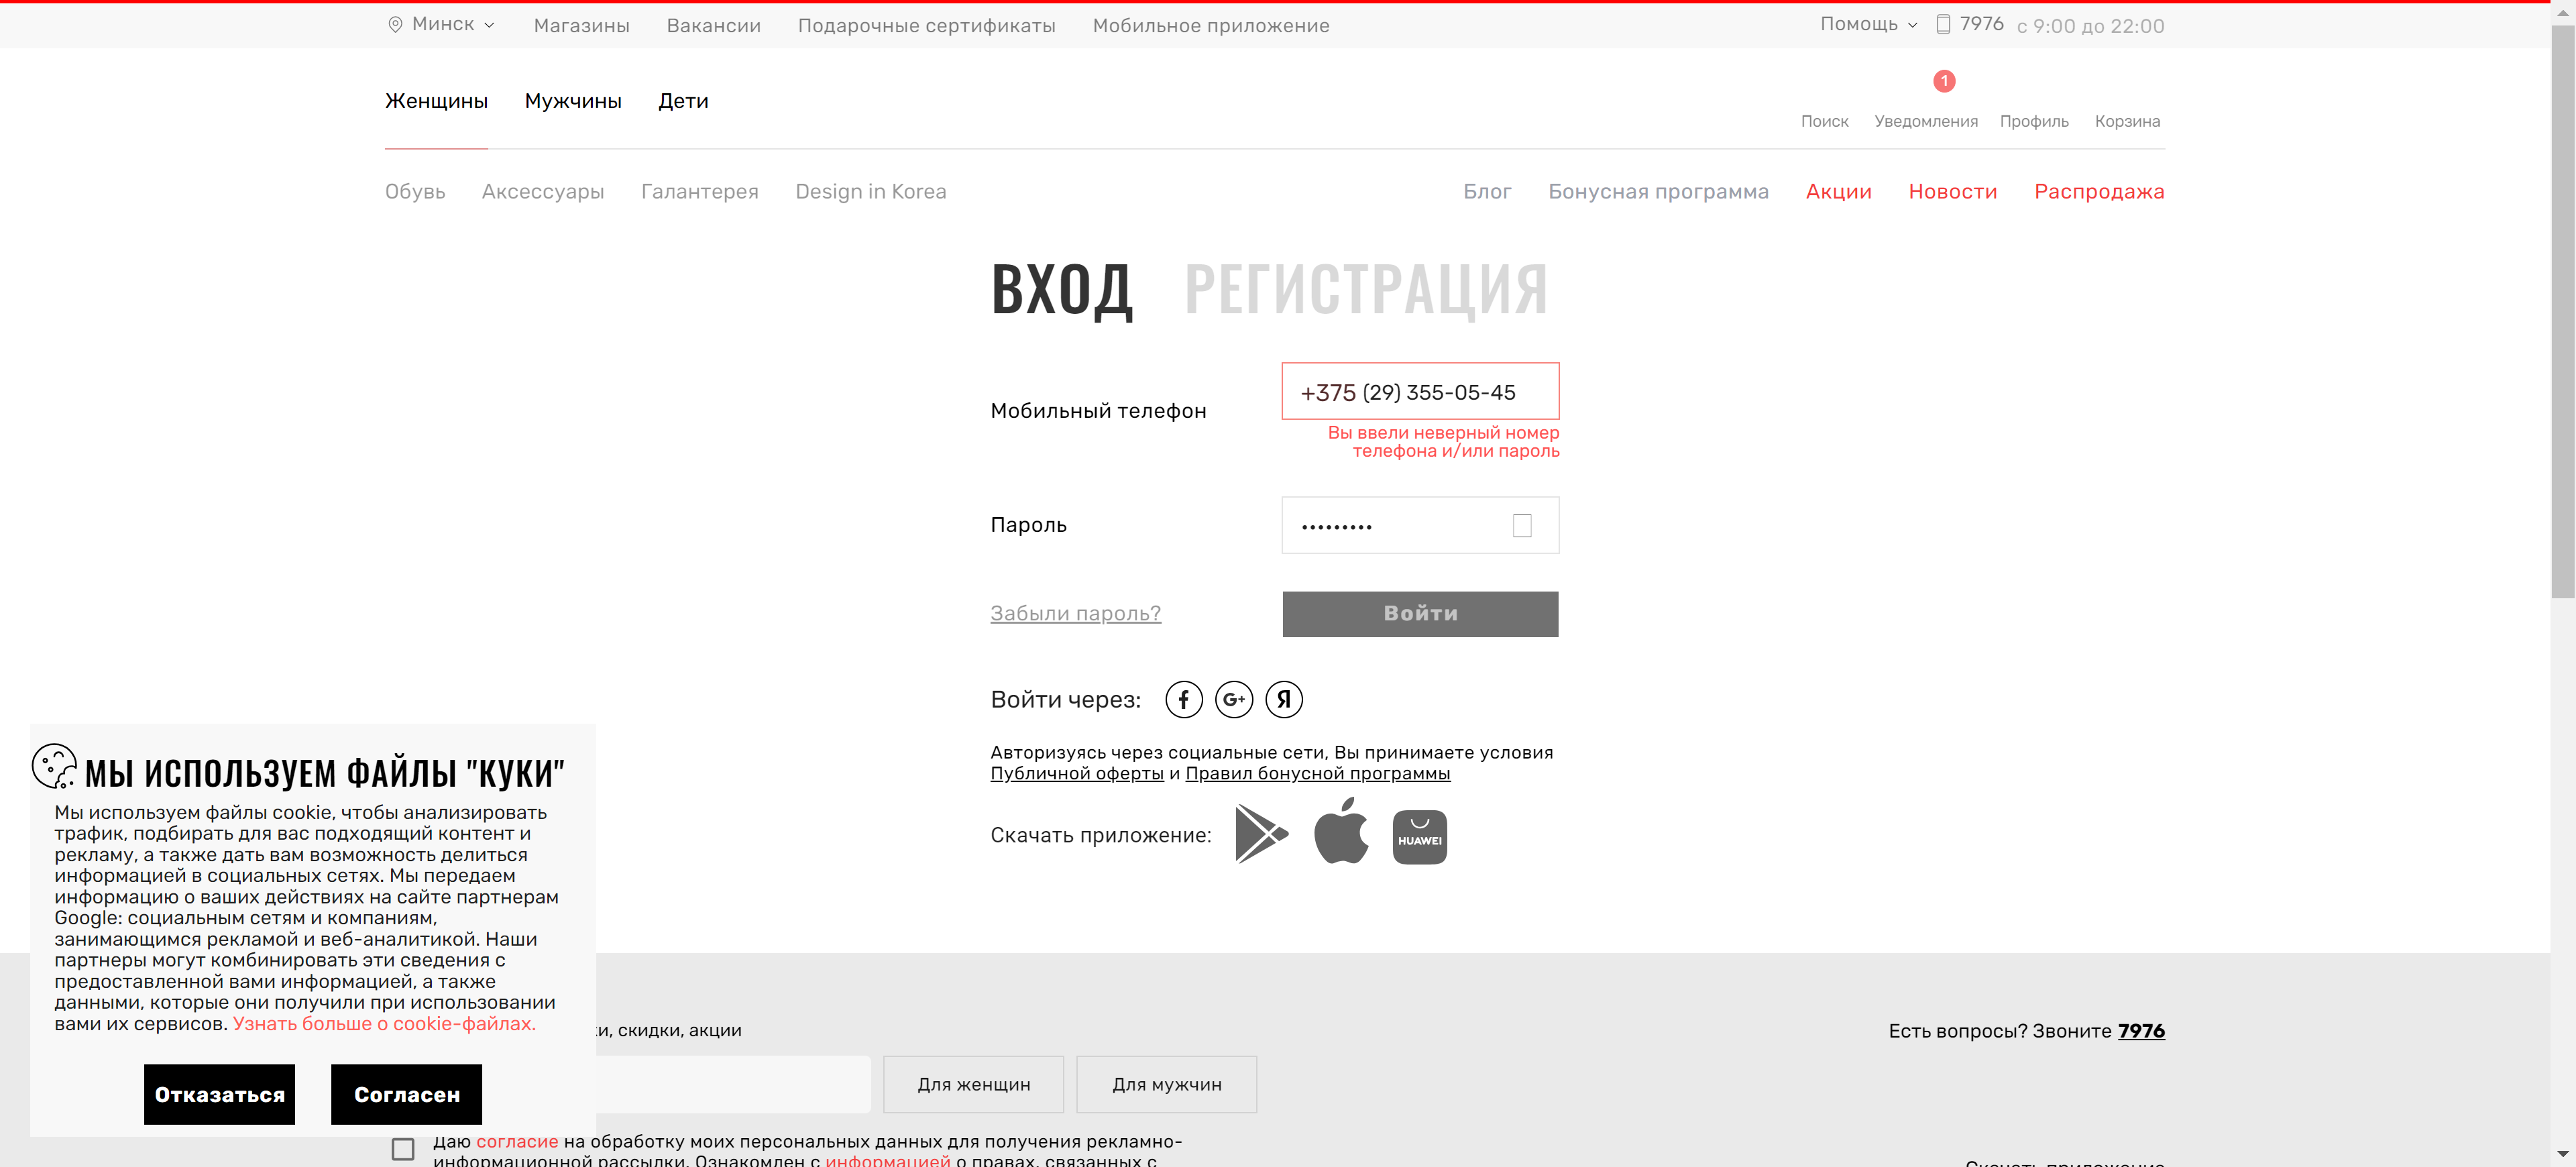 Минск Магазины Вакансии Подарочные сертификаты Мобильное приложение Помощь 7976 с 9:00 до 22:00
Женщины Мужчины Дети
1
Поиск Уведомления Профиль Корзина
Обувь Аксессуары Галантерея Design in Korea Блог Бонусная программа Акции Новости Распродажа
ВХОД РЕГИСТРАЦИЯ
Мобильный телефон +375 (29) 355-05-45
Вы ввели неверный номер
телефона и/или пароль
Пароль •••••••••
Забыли пароль? Войти
Войти через: f G+ Я
Авторизуясь через социальные сети, Вы принимаете условия
Публичной оферты и Правил бонусной программы
Скачать приложение: HUAWEI
МЫ ИСПОЛЬЗУЕМ ФАЙЛЫ "КУКИ"
Мы используем файлы cookie, чтобы анализировать
трафик, подбирать для вас подходящий контент и
рекламу, а также дать вам возможность делиться
информацией в социальных сетях. Мы передаем
информацию о ваших действиях на сайте партнерам
Google: социальным сетям и компаниям,
занимающимся рекламой и веб-аналитикой. Наши
партнеры могут комбинировать эти сведения с
предоставленной вами информацией, а также
данными, которые они получили при использовании
вами их сервисов. Узнать больше о cookie-файлах.
Отказаться Согласен
скидки, акции
Есть вопросы? Звоните 7976
Для женщин Для мужчин
Даю согласие на обработку моих персональных данных для получения рекламно-
информационной рассылки. Ознакомлен с информацией о правах, связанных с
Скачать приложение